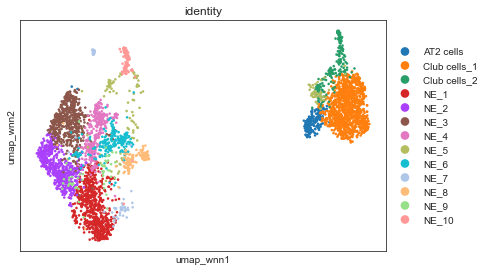 identity
umap_wnn2
umap_wnn1
AT2 cells
Club cells_1
Club cells_2
NE_1
NE_2
NE_3
NE_4
NE_5
NE_6
NE_7
NE_8
NE_9
NE_10